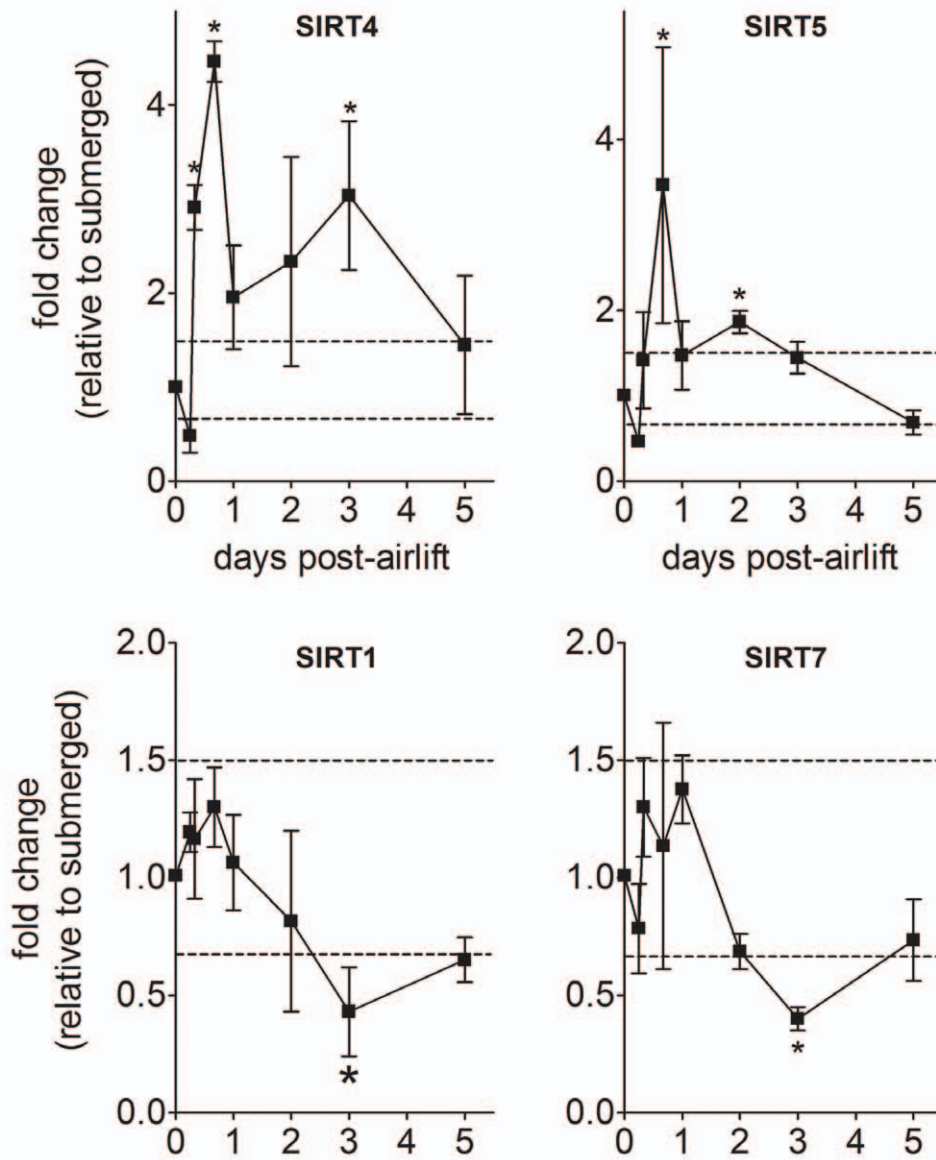 SIRT4
*
*
*
fold change
(relative to submerged)
4
2
0
0 1 2 3 4 5
days post-airlift
SIRT5
*
*
4
2
0
0 1 2 3 4 5
days post-airlift
SIRT1
fold change
(relative to submerged)
2.0
1.5
1.0
0.5
0.0
*
0 1 2 3 4 5
SIRT7
2.0
1.5
1.0
0.5
0.0
*
0 1 2 3 4 5